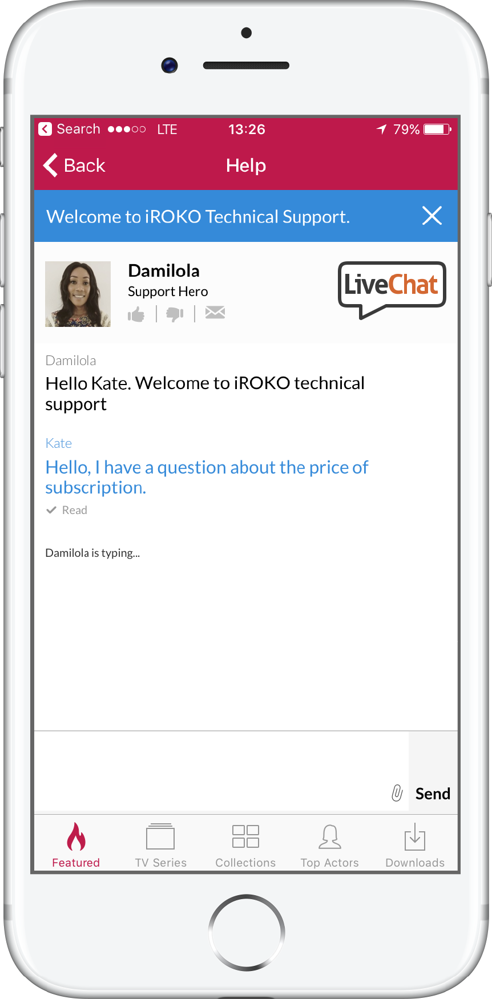 Search LTE 13:26 79%
Back Help
Welcome to iROKO Technical Support.
Damilola
Support Hero
LiveChat
Damilola
Hello Kate. Welcome to iROKO technical
support
Kate
Hello, I have a question about the price of
subscription.
Read
Damilola is typing...
Send
Featured TV Series Collections Top Actors Downloads